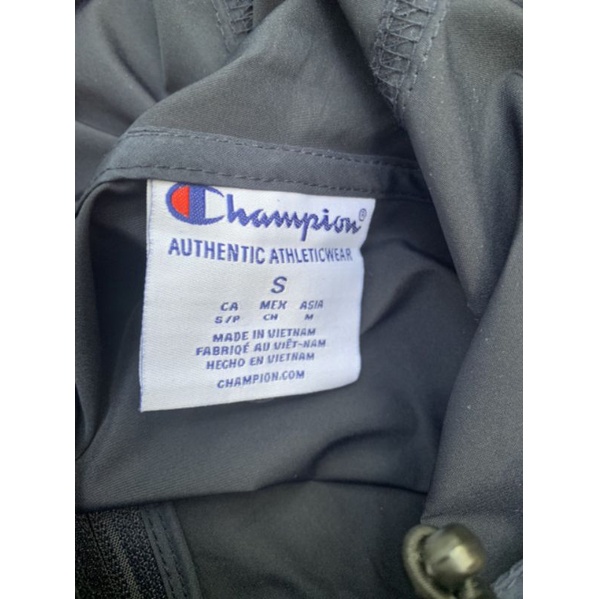 Champion®
AUTHENTIC ATHLETICWEAR
S
CA MEX ASIA
S/P CH M
MADE IN VIETNAM
FABRIQÉ AU VIÊT-NAM
HECHO EN VIETNAM
CHAMPION.COM